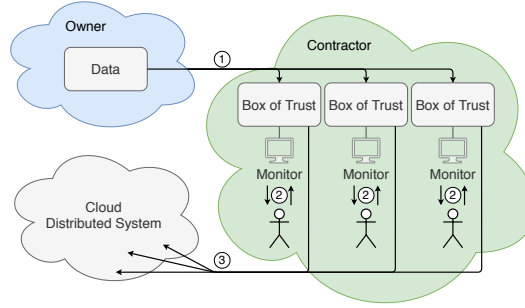 Owner
Contractor
Data
1
Box of Trust
Box of Trust
Box of Trust
Monitor
Monitor
Monitor
2
2
2
Cloud
Distributed System
3